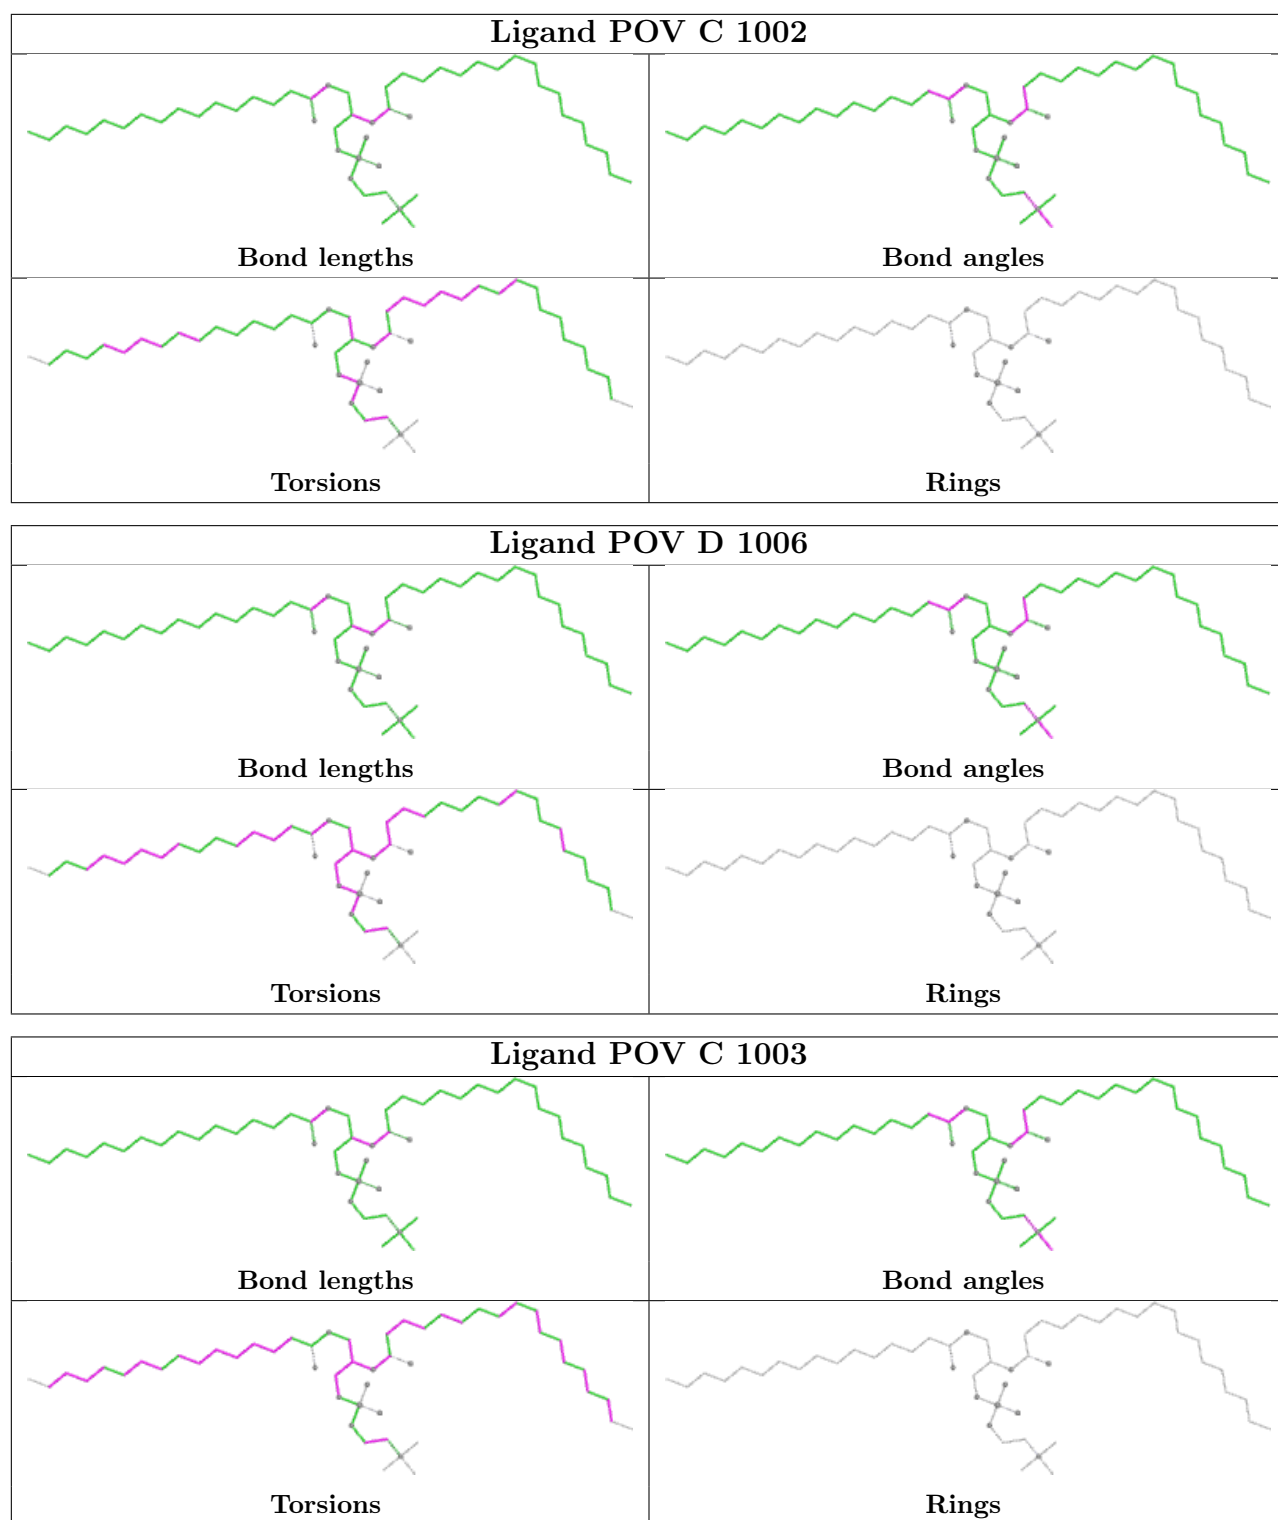 Ligand POV C 1002
Bond lengths
Bond angles
Torsions
Rings
Ligand POV D 1006
Bond lengths
Bond angles
Torsions
Rings
Ligand POV C 1003
Bond lengths
Bond angles
Torsions
Rings